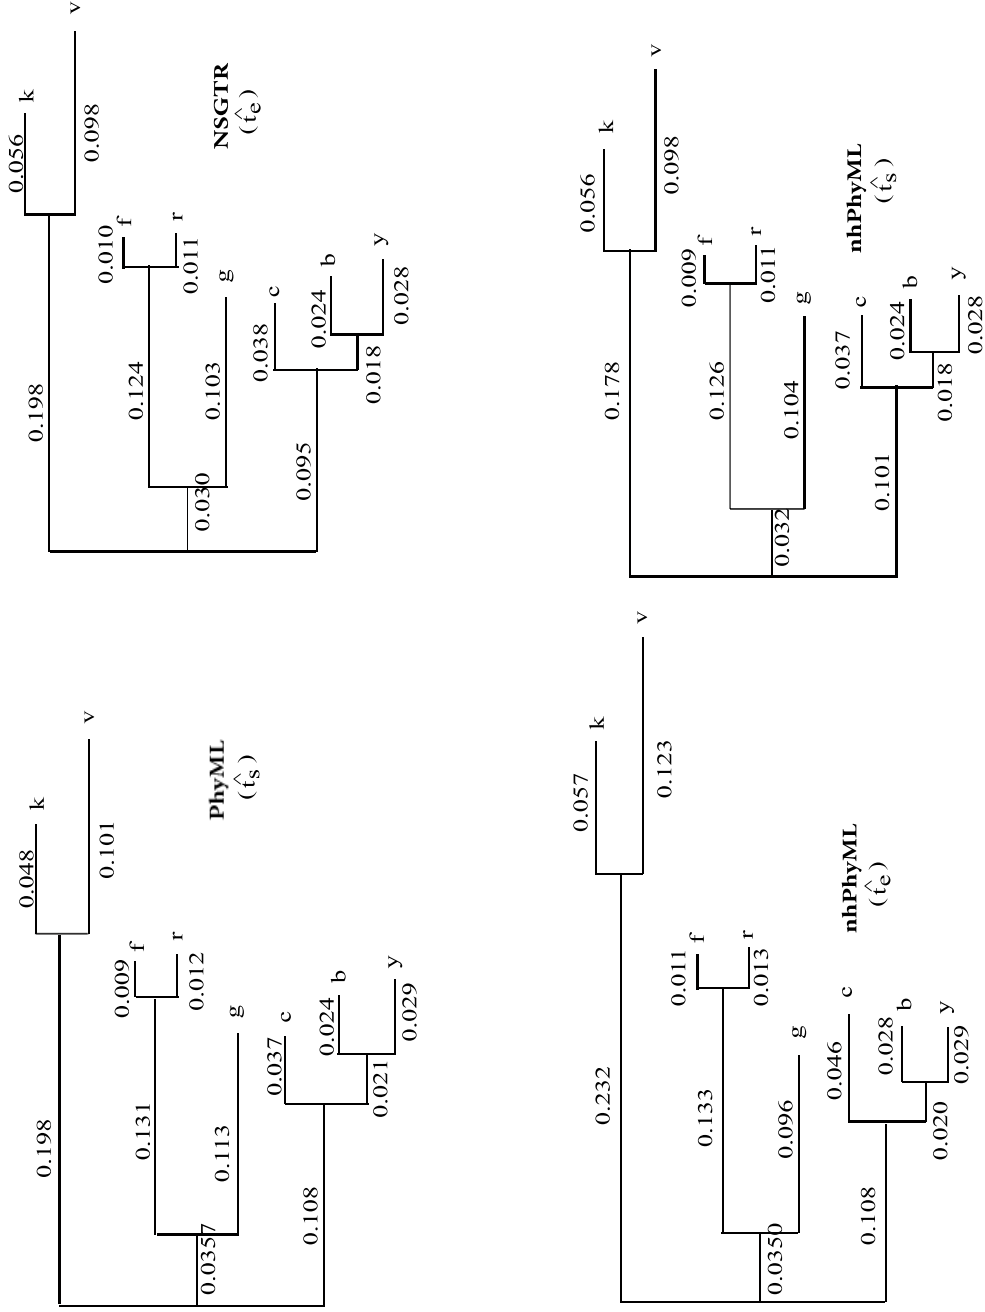 k
v
0.056
0.098
0.198
f
r
0.010
0.011
0.124
g
0.103
0.030
c
0.038
b
y
0.024
0.028
0.018
0.095
NSGTR
(t̂e)
k
v
0.056
0.098
0.178
f
r
0.009
0.011
0.126
g
0.104
0.032
c
0.037
b
y
0.024
0.028
0.018
0.101
nhPhyML
(t̂s)
k
v
0.048
0.101
0.198
f
r
0.009
0.012
0.131
g
0.113
0.0357
c
0.037
b
y
0.024
0.029
0.021
0.108
PhyML
(t̂s)
k
v
0.057
0.123
0.232
f
r
0.011
0.013
0.133
g
0.096
0.0350
c
0.046
b
y
0.028
0.029
0.020
0.108
nhPhyML
(t̂e)